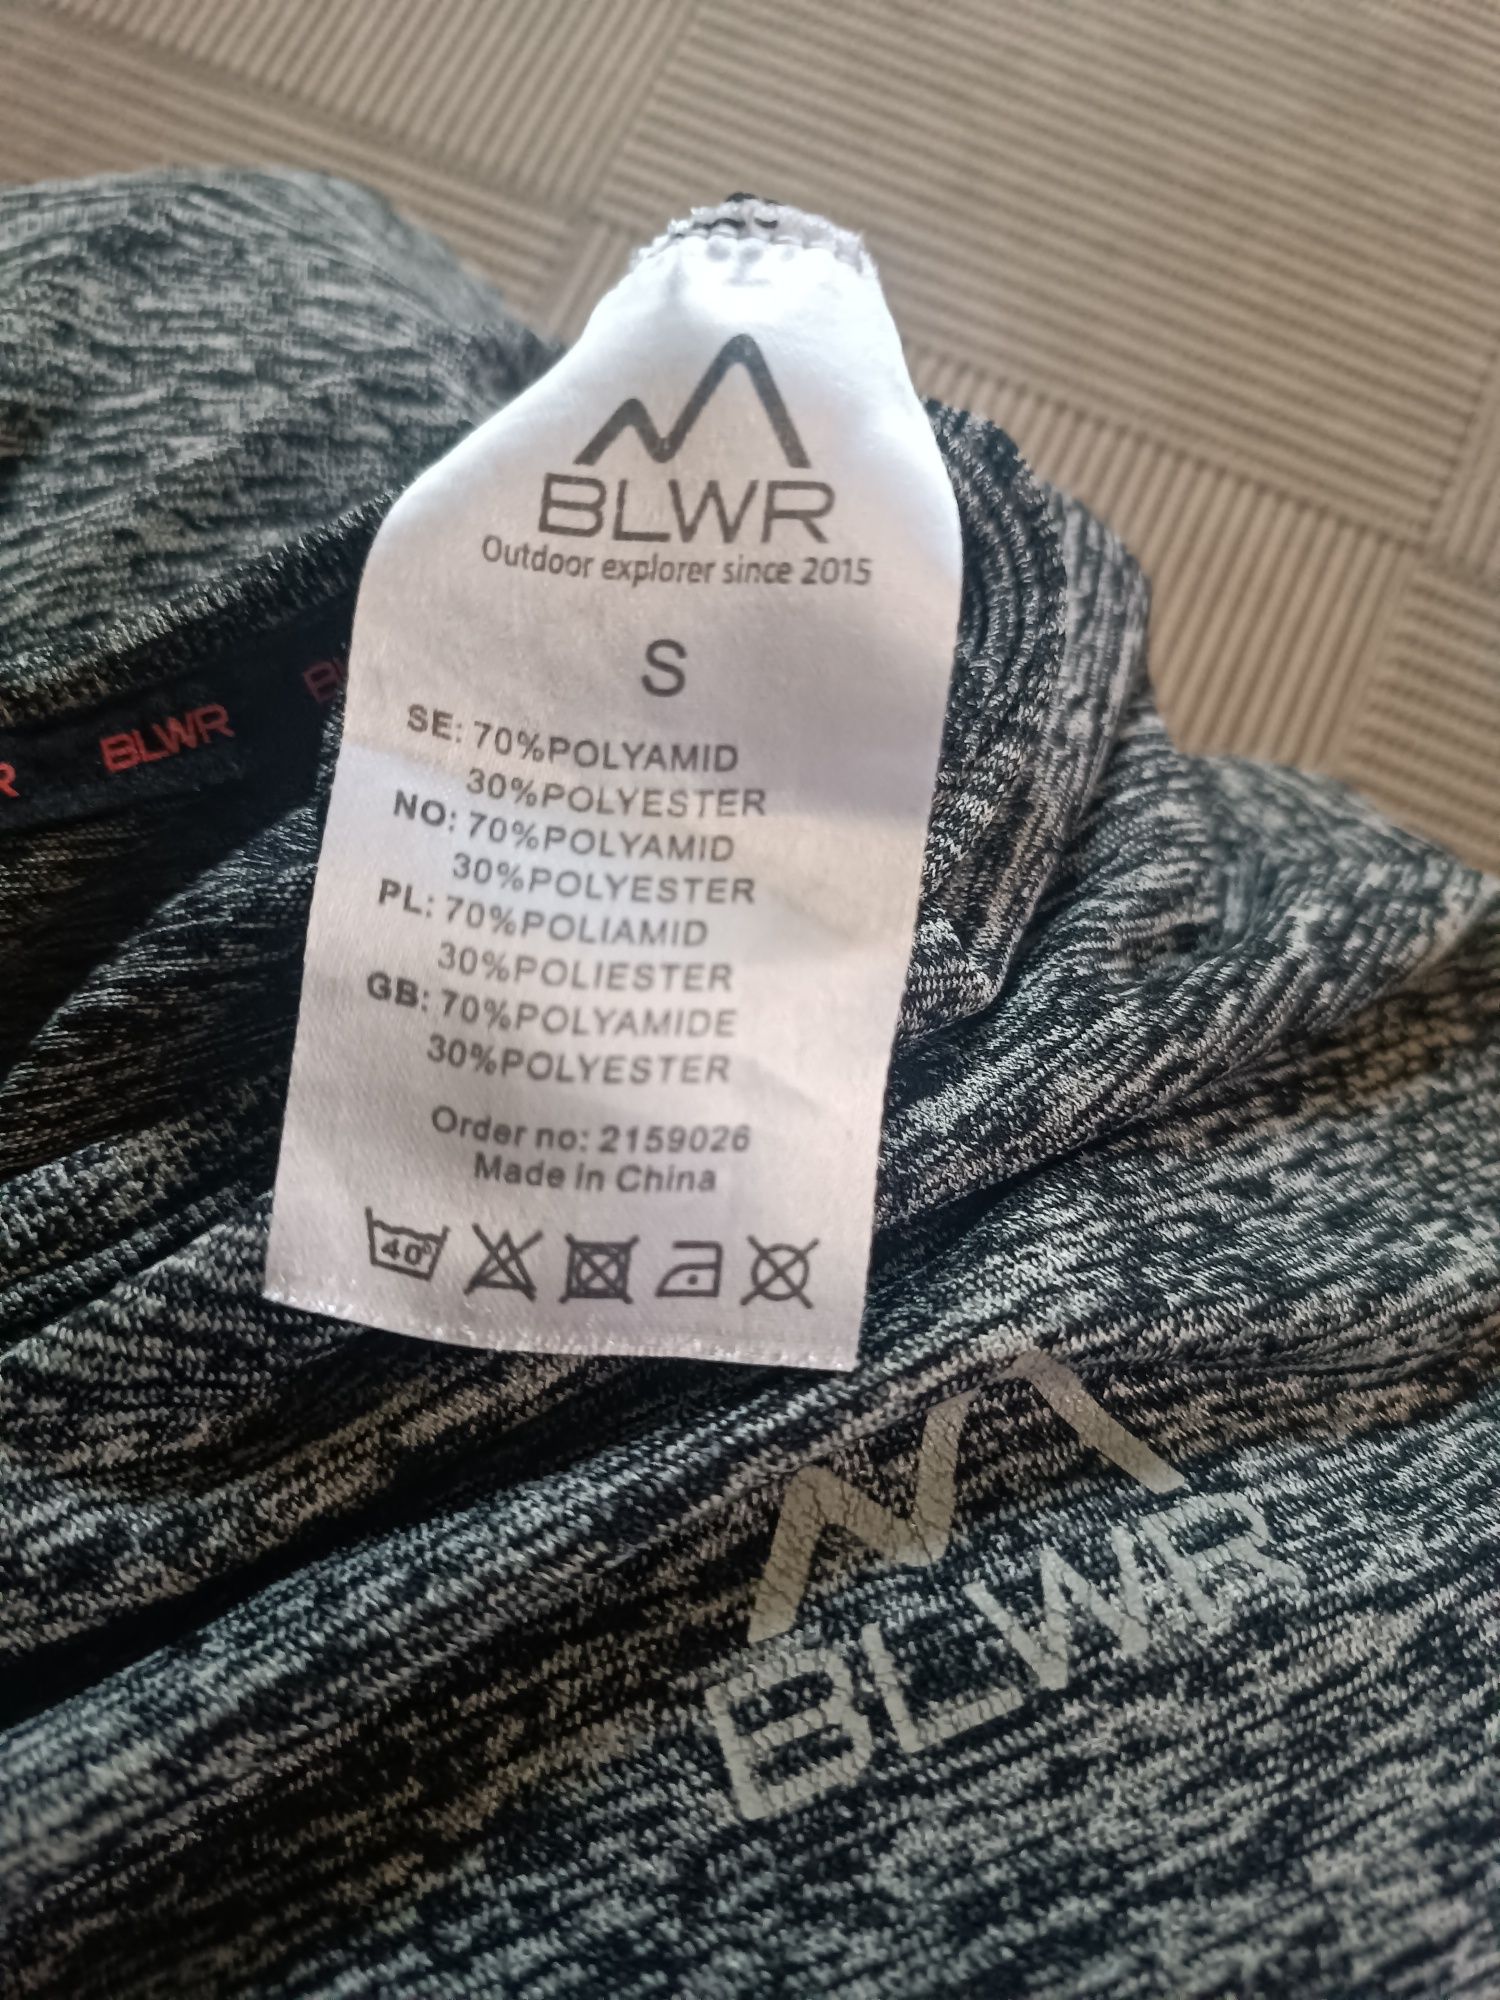 BLWR
Outdoor explorer since 2015
S
SE: 70%POLYAMID
30%POLYESTER
NO: 70%POLYAMID
30%POLYESTER
PL: 70%POLIAMID
30%POLIESTER
GB: 70%POLYAMIDE
30%POLYESTER
Order no: 2159026
Made in China
40°
BLWR
BLWR